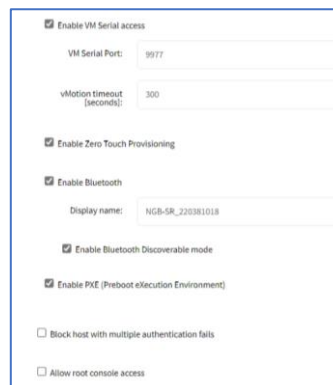 Enable VM Serial access
VM Serial Port: 9977
vMotion timeout 300
[seconds]:
Enable Zero Touch Provisioning
Enable Bluetooth
Display name: NGB-SR_220381018
Enable Bluetooth Discoverable mode
Enable PXE (Preboot eXecution Environment)
Block host with multiple authentication fails
Allow root console access